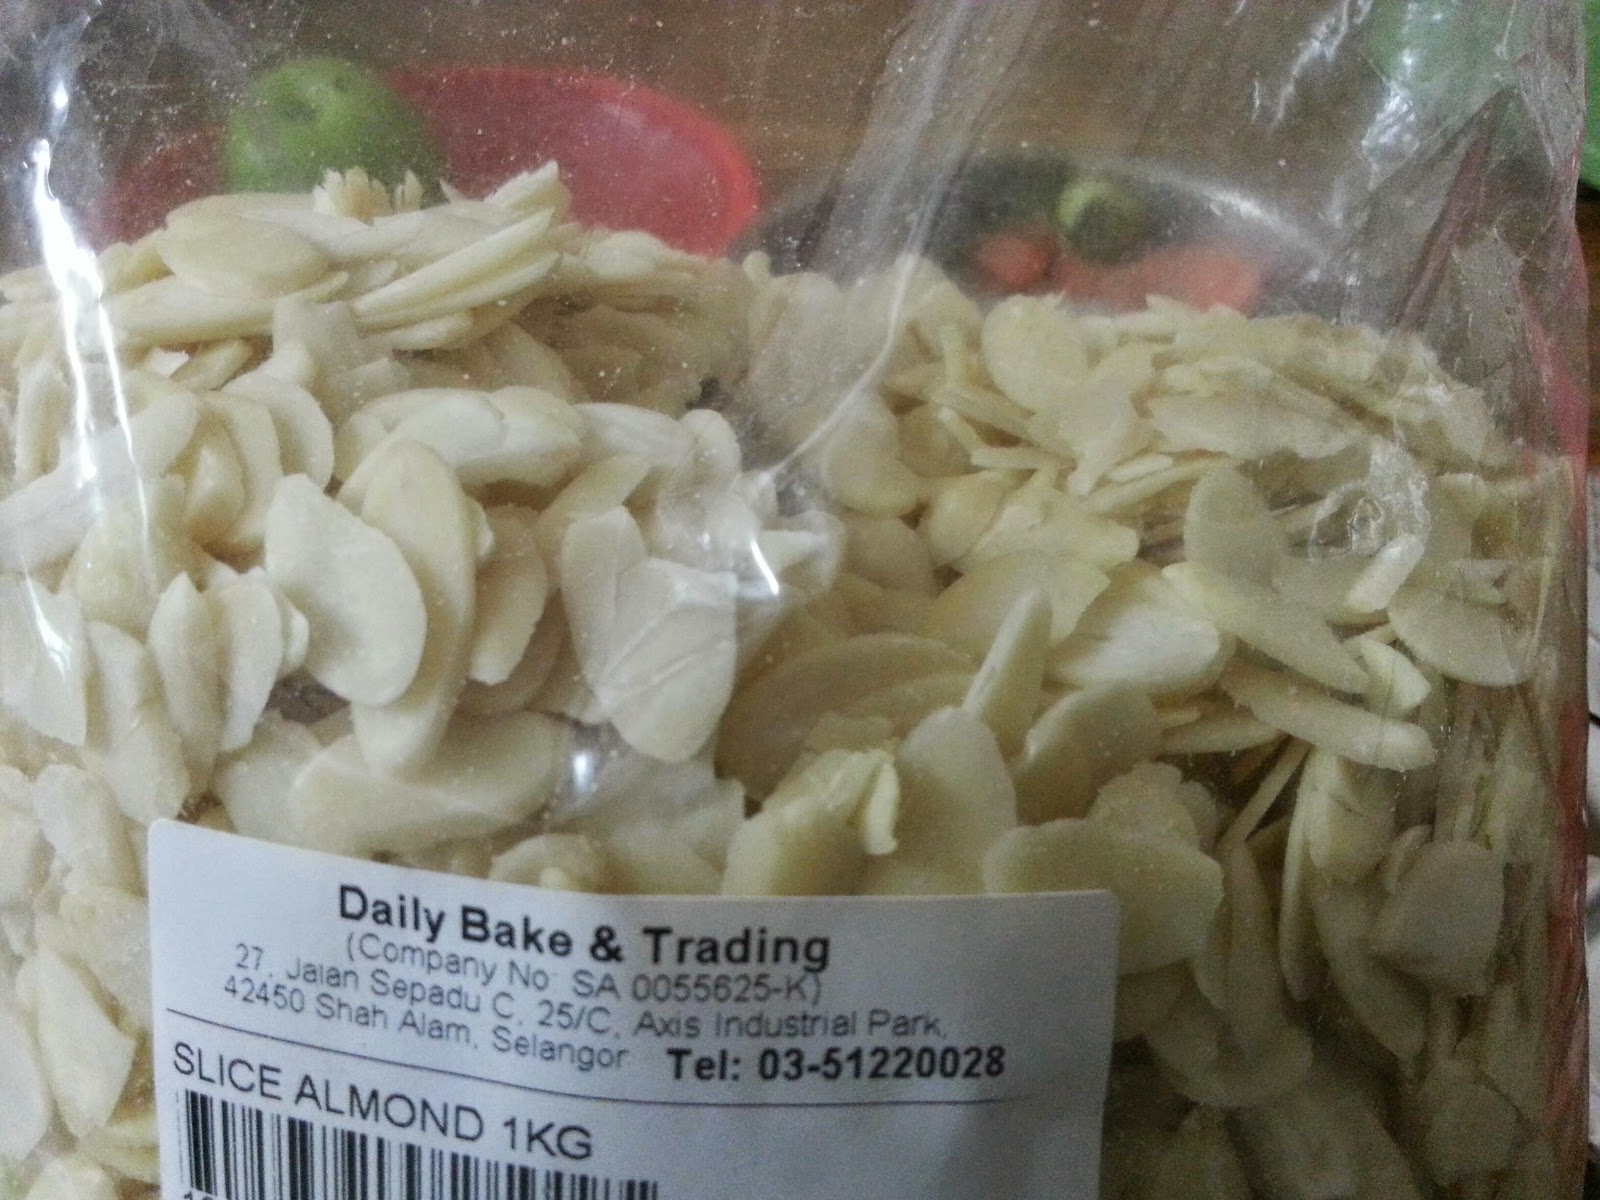 Daily Bake & Trading
(Company No: SA 0055625-K)
27, Jalan Sepadu C, 25/C, Axis Industrial Park,
42450 Shah Alam, Selangor Tel: 03-51220028
SLICE ALMOND 1KG